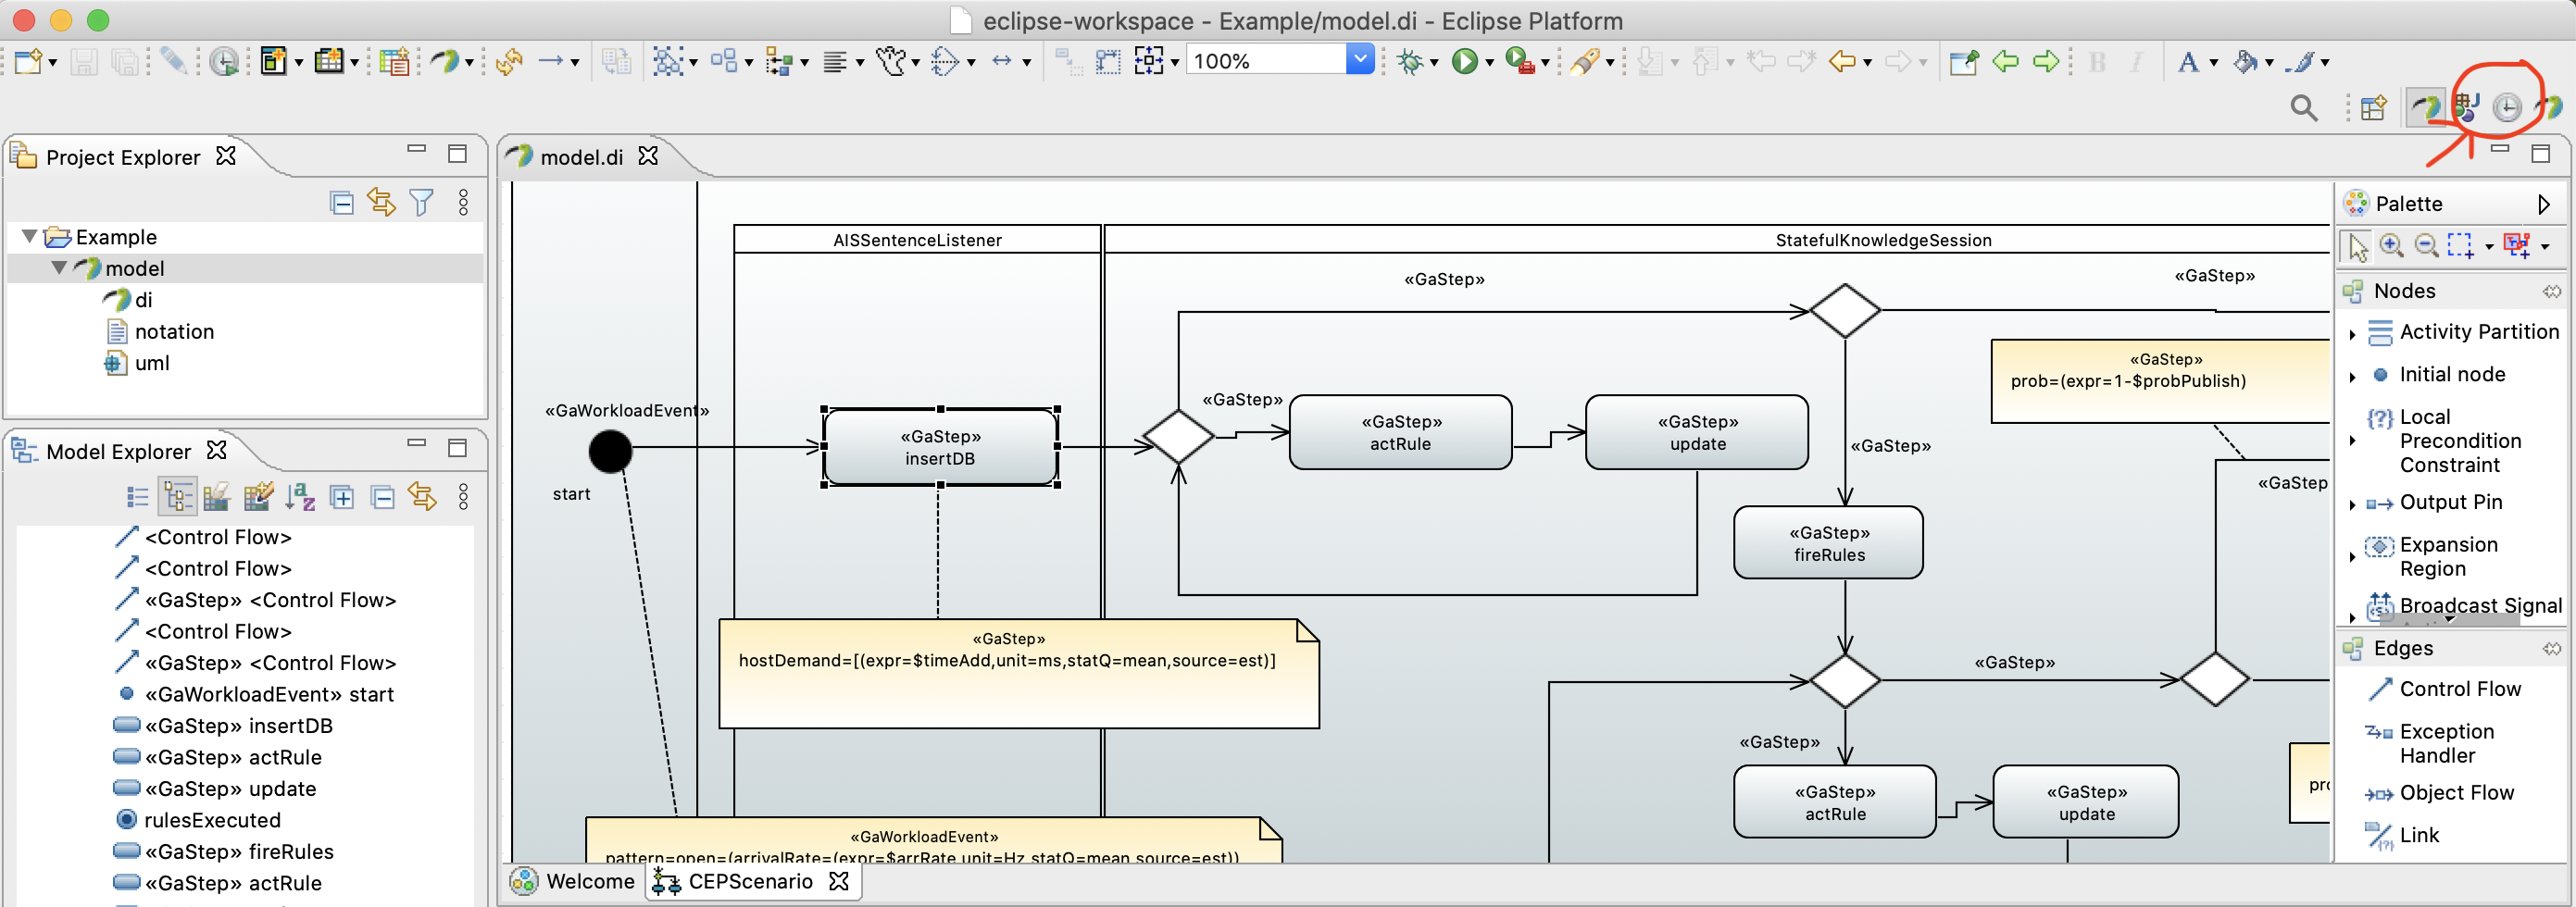 eclipse-workspace - Example/model.di - Eclipse Platform
100%
Project Explorer
Example
model
di
notation
uml
Model Explorer
<Control Flow>
<Control Flow>
«GaStep» <Control Flow>
<Control Flow>
«GaStep» <Control Flow>
«GaWorkloadEvent» start
«GaStep» insertDB
«GaStep» actRule
«GaStep» update
rulesExecuted
«GaStep» fireRules
«GaStep» actRule
model.di
AISSentenceListener
StatefulKnowledgeSession
«GaStep»
«GaStep»
«GaStep»
prob=(expr=1-$probPublish)
«GaWorkloadEvent»
start
«GaStep»
insertDB
«GaStep»
«GaStep»
actRule
«GaStep»
update
«GaStep»
«GaStep
«GaStep»
fireRules
«GaStep»
hostDemand=[(expr=$timeAdd,unit=ms,statQ=mean,source=est)]
«GaStep»
«GaStep»
«GaStep»
actRule
«GaStep»
update
«GaWorkloadEvent»
pattern=open=(arrivalRate=(expr=$arrRate,unit=Hz,statQ=mean,source=est))
Welcome
CEPScenario
Palette
Nodes
Activity Partition
Initial node
Local
Precondition
Constraint
Output Pin
Expansion
Region
Broadcast Signal
Edges
Control Flow
Exception
Handler
Object Flow
Link